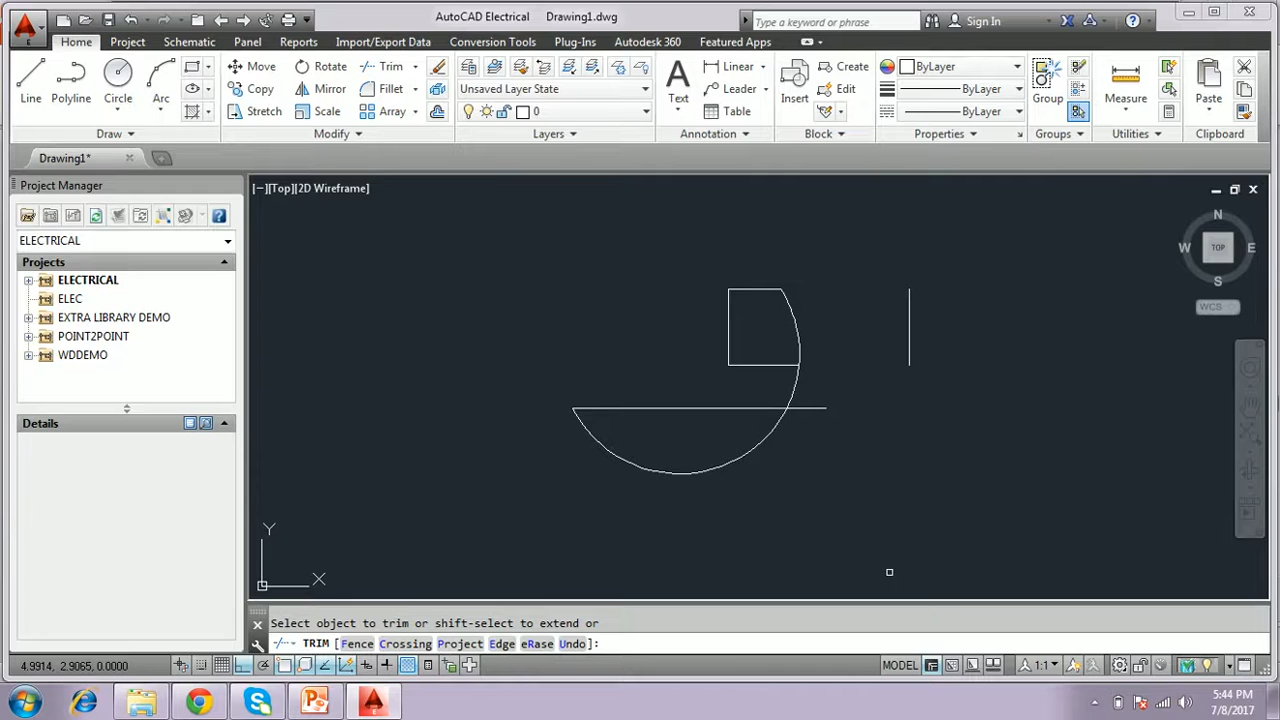 AutoCAD Electrical Drawing1.dwg
Type a keyword or phrase
Sign In
Home Project Schematic Panel Reports Import/Export Data Conversion Tools Plug-Ins Autodesk 360 Featured Apps
Line Polyline Circle Arc
Draw
Move Rotate Trim
Copy Mirror Fillet
Stretch Scale Array
Modify
Unsaved Layer State
0
Layers
Text
Linear
Leader
Table
Annotation
Insert
Create
Edit
Block
ByLayer
ByLayer
ByLayer
Properties
Group
Groups
Measure
Utilities
Paste
Clipboard
Drawing1*
Project Manager
ELECTRICAL
Projects
ELECTRICAL
ELEC
EXTRA LIBRARY DEMO
POINT2POINT
WDDEMO
Details
[−][Top][2D Wireframe]
N
W TOP E
S
WCS
Y
X
Select object to trim or shift-select to extend or
TRIM [Fence Crossing Project Edge eRase Undo]:
4.9914, 2.9065, 0.0000
MODEL
1:1
5:44 PM
7/8/2017